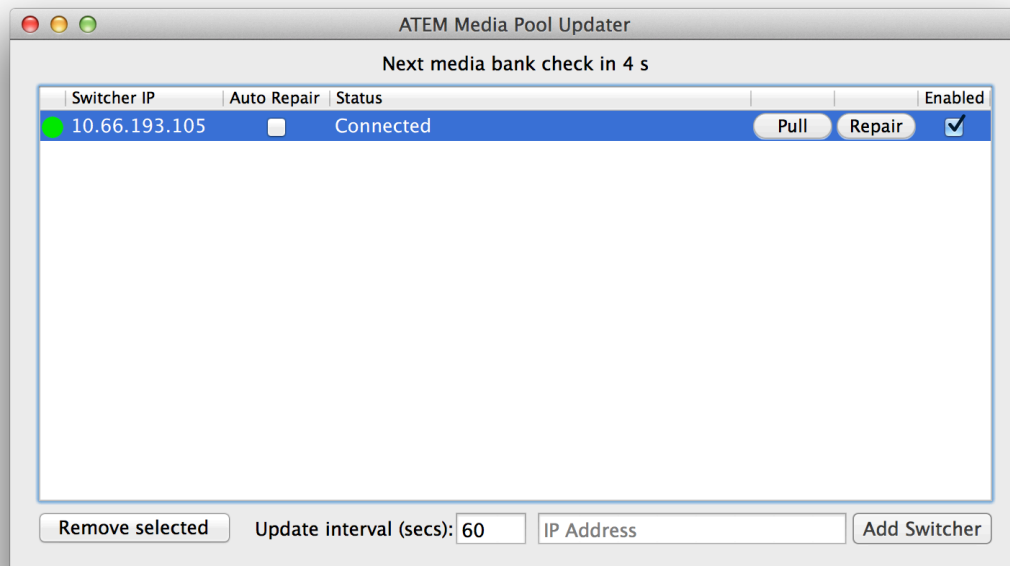 ATEM Media Pool Updater
Next media bank check in 4 s
Switcher IP Auto Repair Status Enabled
10.66.193.105 Connected Pull Repair
Remove selected Update interval (secs): 60 IP Address Add Switcher